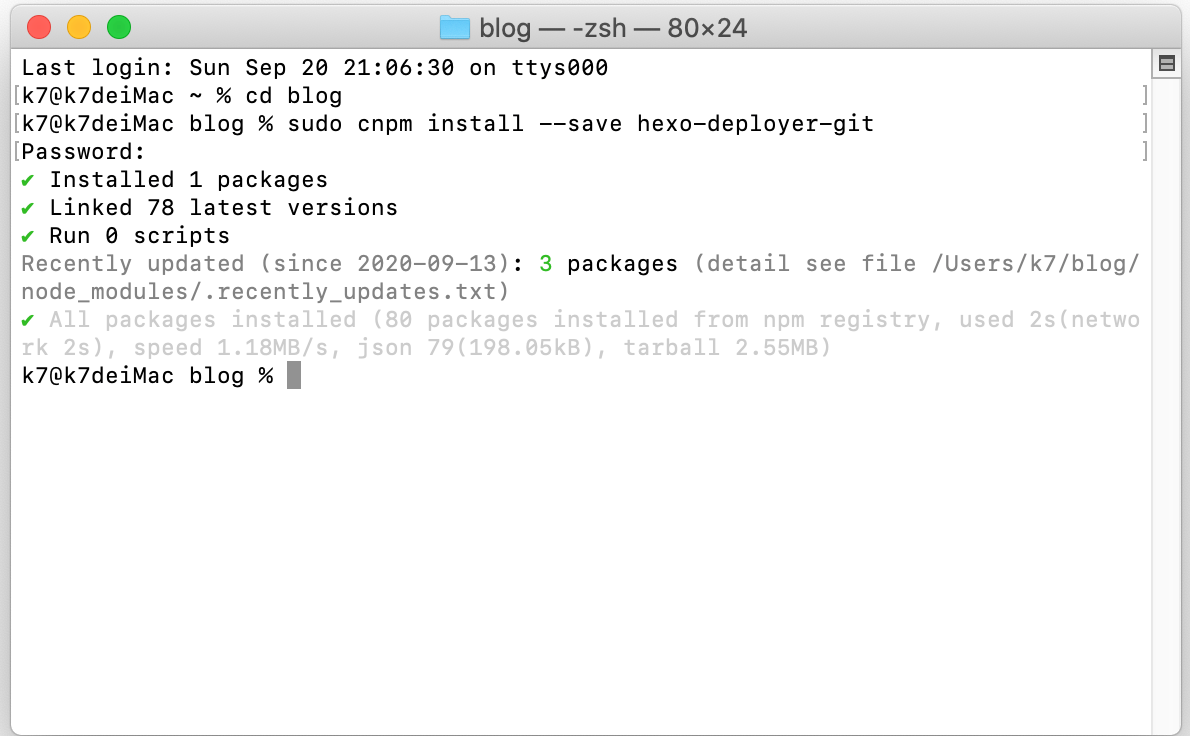 blog — -zsh — 80×24
Last login: Sun Sep 20 21:06:30 on ttys000
[k7@k7deiMac ~ % cd blog ]
[k7@k7deiMac blog % sudo cnpm install --save hexo-deployer-git ]
[Password: ]
✔ Installed 1 packages
✔ Linked 78 latest versions
✔ Run 0 scripts
Recently updated (since 2020-09-13): 3 packages (detail see file /Users/k7/blog/
node_modules/.recently_updates.txt)
✔ All packages installed (80 packages installed from npm registry, used 2s(netwo
rk 2s), speed 1.18MB/s, json 79(198.05kB), tarball 2.55MB)
k7@k7deiMac blog %